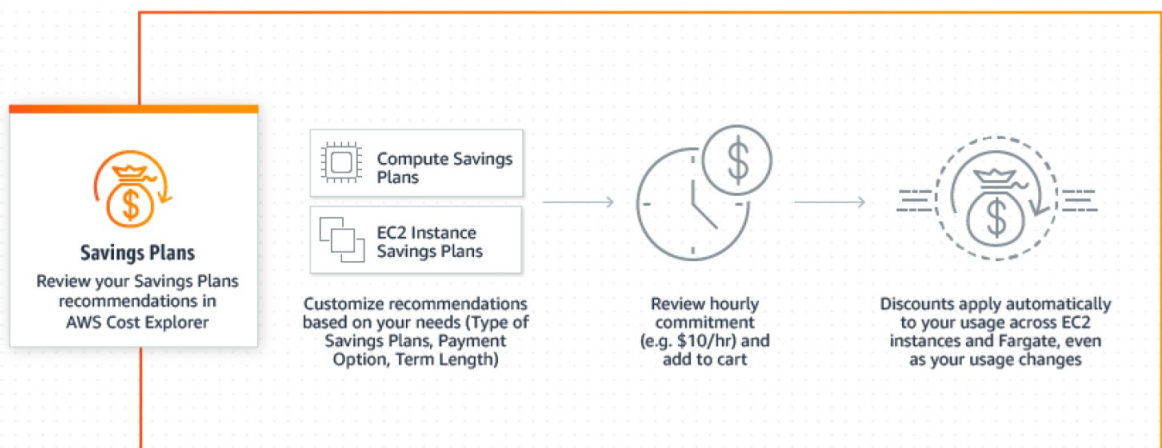 Savings Plans
Review your Savings Plans
recommendations in
AWS Cost Explorer
Compute Savings
Plans
EC2 Instance
Savings Plans
Customize recommendations
based on your needs (Type of
Savings Plans, Payment
Option, Term Length)
$
Review hourly
commitment
(e.g. $10/hr) and
add to cart
$
Discounts apply automatically
to your usage across EC2
instances and Fargate, even
as your usage changes
$